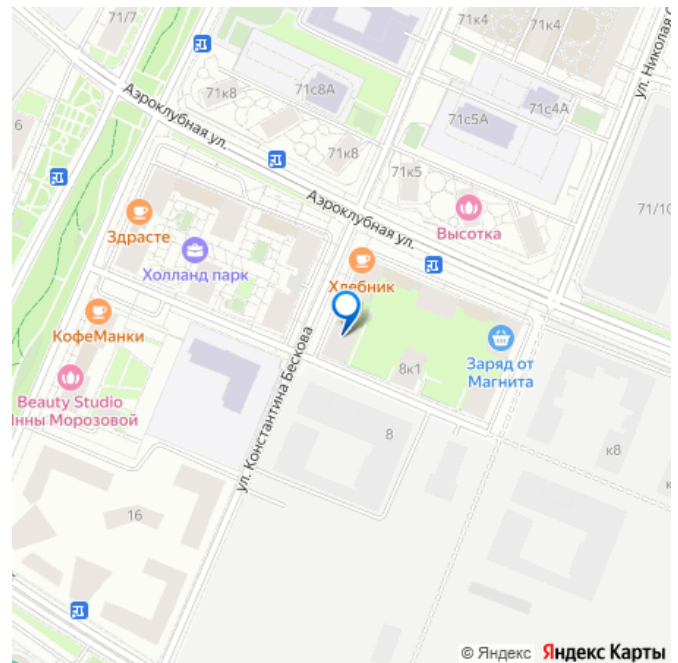 71/7
71к4
71к4
ул. Николая С
71к8
71с8А
Аэроклубная ул.
71с5А
71с4А
6
71к8
71к5
71/10
Высотка
Здрасте
Аэроклубная ул.
Холланд парк
Хлебник
КофеМанки
8к1
Заряд от
Магнита
Beauty Studio
Инны Морозовой
ул. Константина Бескова
8
к8
16
© Яндекс Яндекс Карты